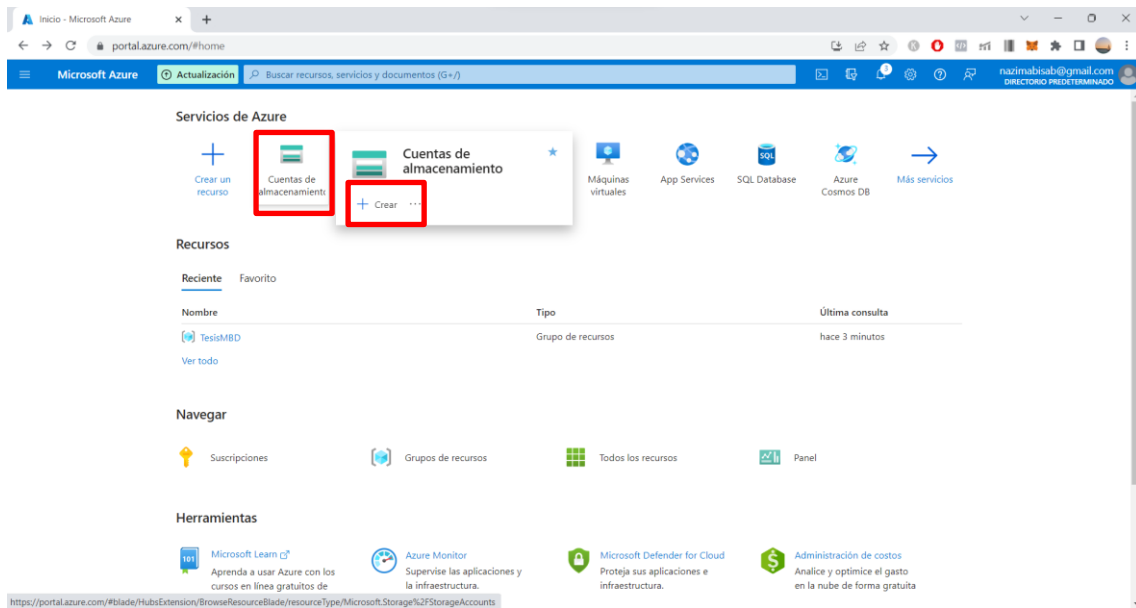 Inicio - Microsoft Azure
portal.azure.com/#home
Microsoft Azure
Actualización
Buscar recursos, servicios y documentos (G+/)
3
nazimabisab@gmail.com
DIRECTORIO PREDETERMINADO
Servicios de Azure
Crear un
recurso
Cuentas de
almacenamiento
Cuentas de
almacenamiento
Crear
...
Máquinas
virtuales
App Services
SQL
SQL Database
Azure
Cosmos DB
Más servicios
Recursos
Reciente
Favorito
Nombre
Tipo
Última consulta
TesisMBD
Grupo de recursos
hace 3 minutos
Ver todo
Navegar
Suscripciones
Grupos de recursos
Todos los recursos
Panel
Herramientas
101
Microsoft Learn
Aprenda a usar Azure con los
cursos en línea gratuitos de
Azure Monitor
Supervise las aplicaciones y
la infraestructura.
Microsoft Defender for Cloud
Proteja sus aplicaciones e
infraestructura.
Administración de costos
Analice y optimice el gasto
en la nube de forma gratuita
https://portal.azure.com/#blade/HubsExtension/BrowseResourceBlade/resourceType/Microsoft.Storage%2FStorageAccounts